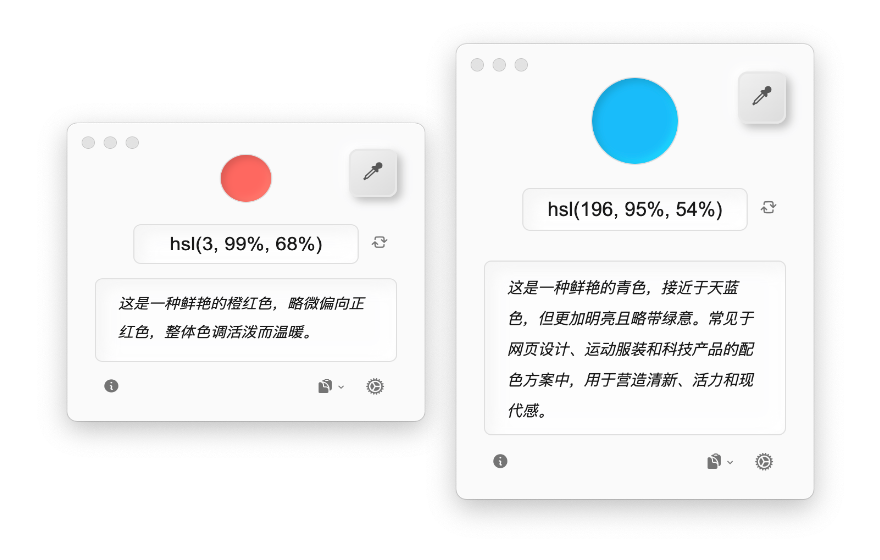 hsl(3, 99%, 68%)
这是一种鲜艳的橙红色，略微偏向正
红色，整体色调活泼而温暖。
hsl(196, 95%, 54%)
这是一种鲜艳的青色，接近于天蓝
色，但更加明亮且略带绿意。常见于
网页设计、运动服装和科技产品的配
色方案中，用于营造清新、活力和现
代感。